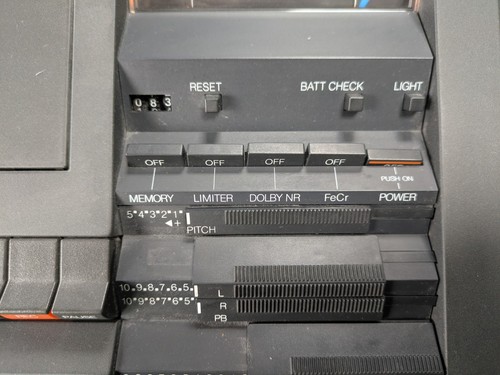 RESET BATT CHECK LIGHT
083
OFF OFF OFF OFF
PUSH ON
MEMORY LIMITER DOLBY NR FeCr POWER
5 4 3 2 1
◄+
PITCH
10 9 8 7 6 5
L
10 9 8 7 6 5
R
PB